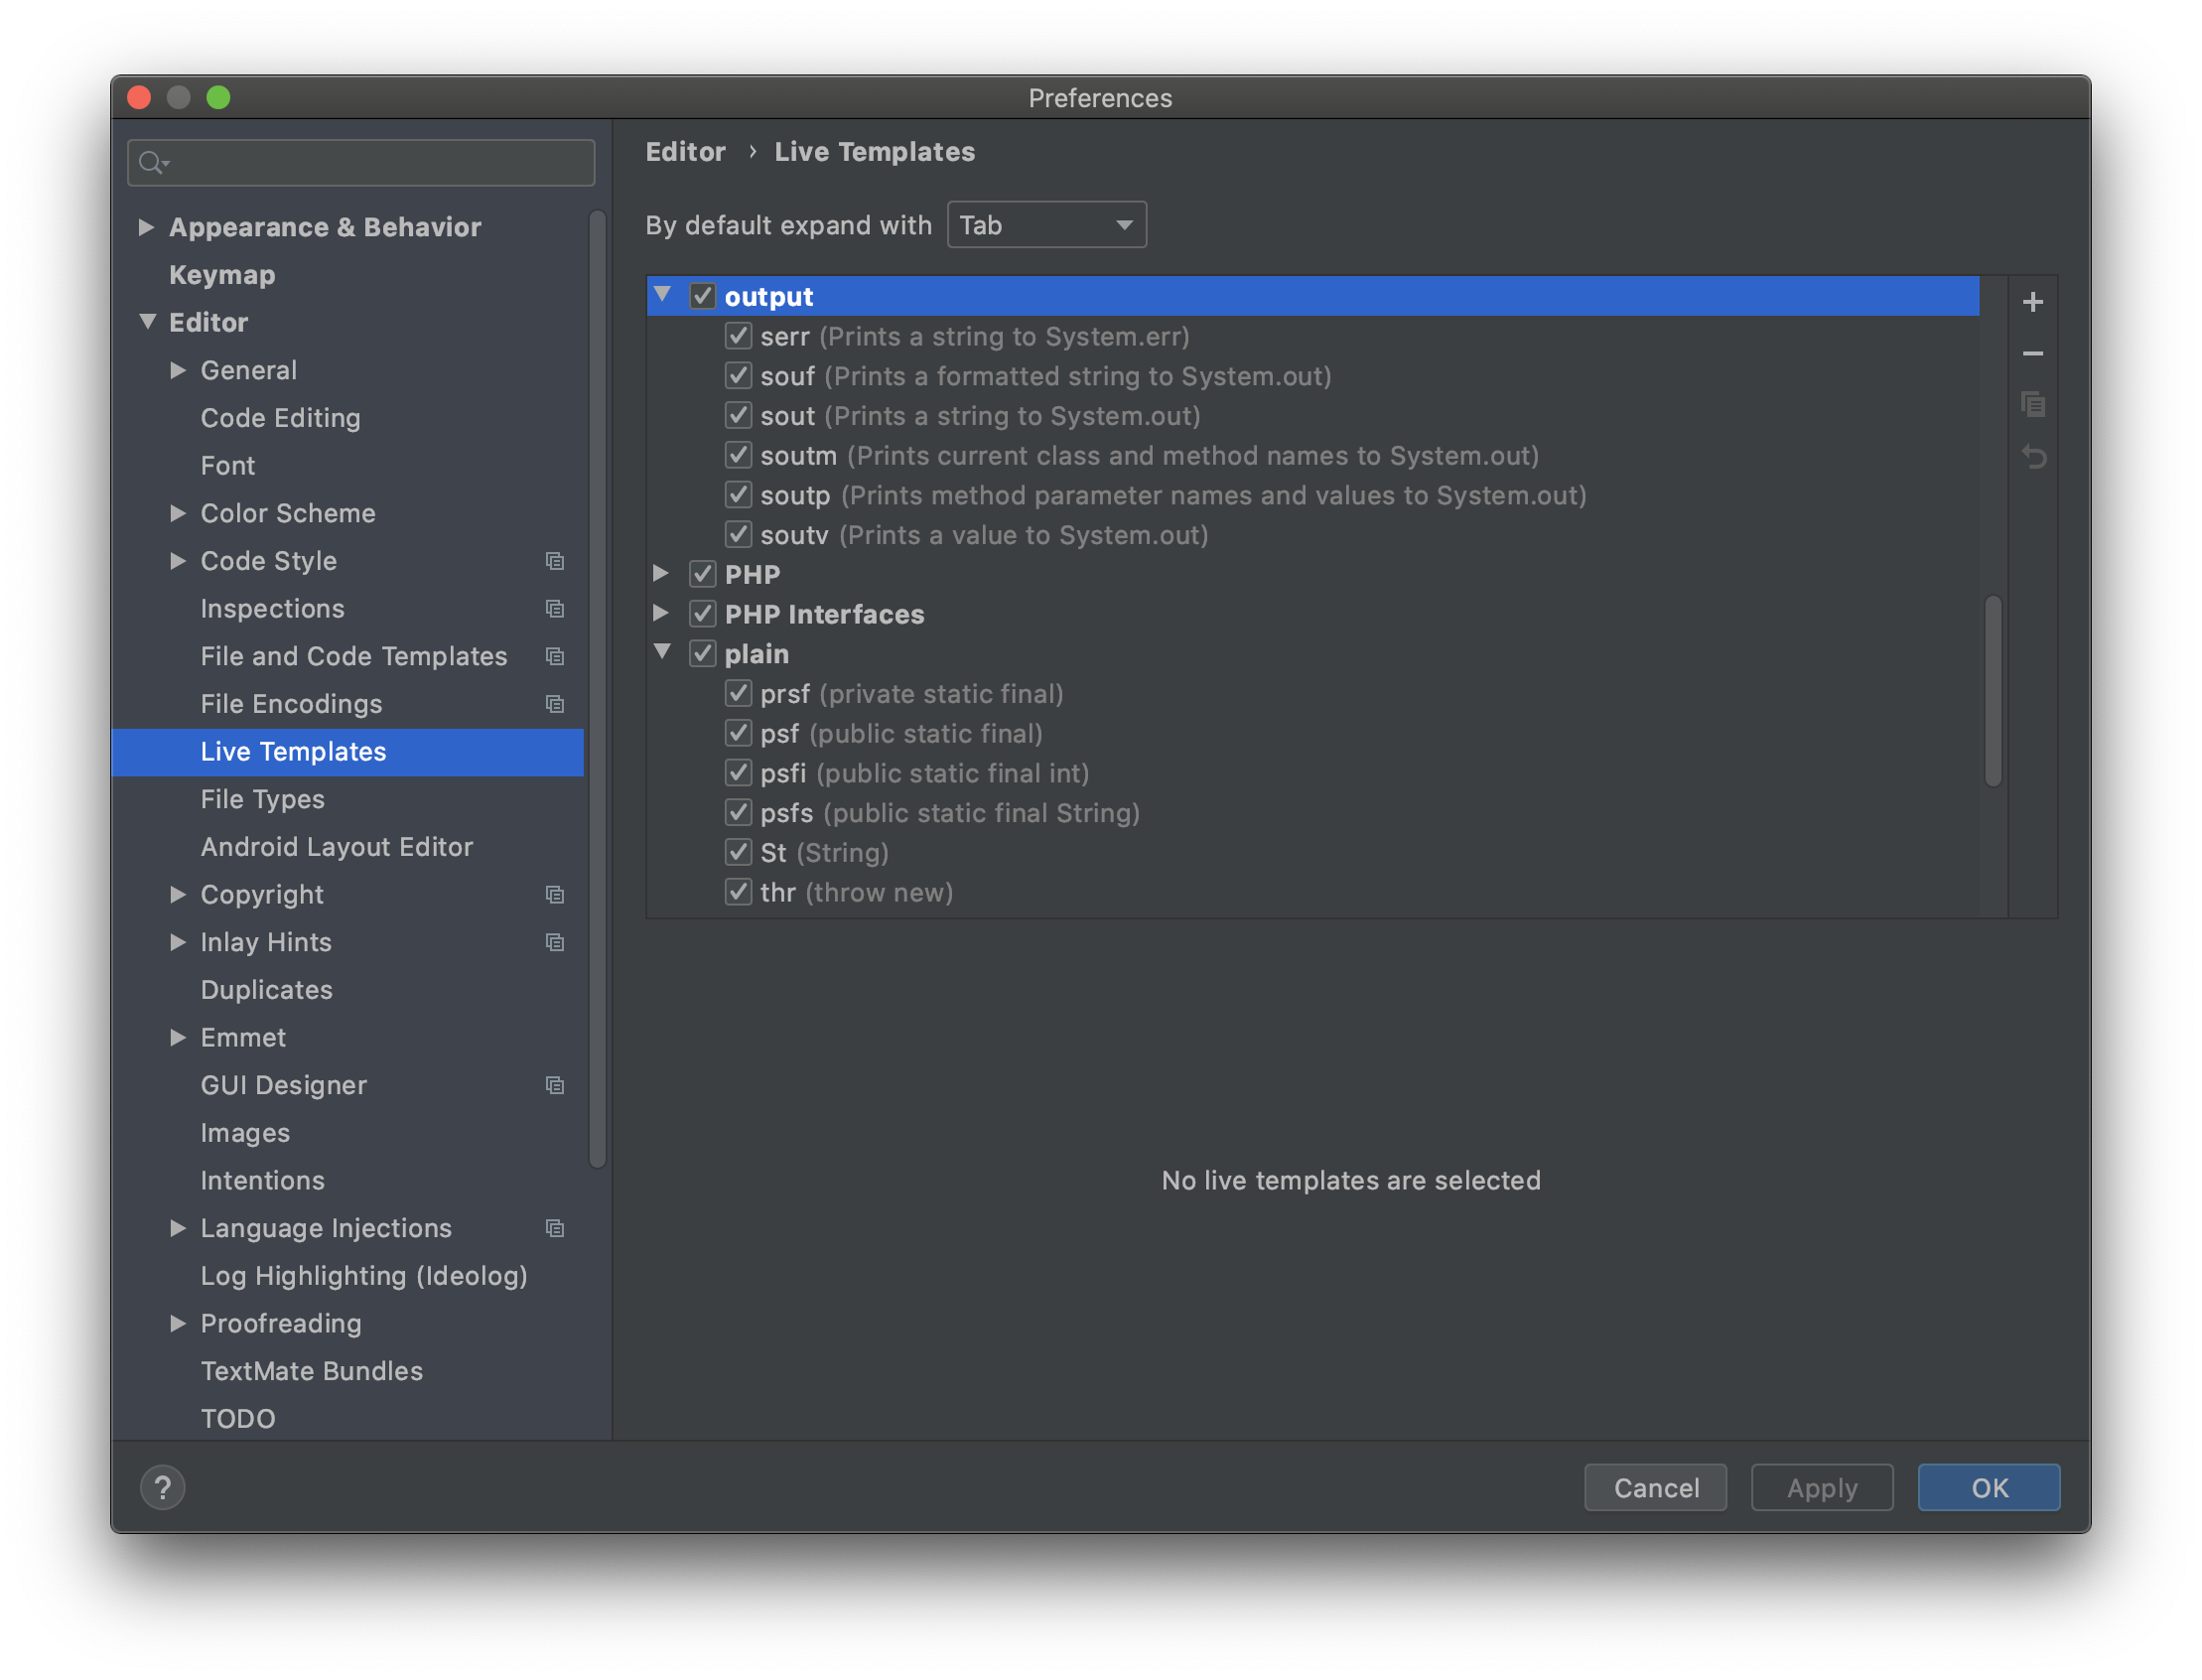 Preferences
Appearance & Behavior
Keymap
Editor
General
Code Editing
Font
Color Scheme
Code Style
Inspections
File and Code Templates
File Encodings
Live Templates
File Types
Android Layout Editor
Copyright
Inlay Hints
Duplicates
Emmet
GUI Designer
Images
Intentions
Language Injections
Log Highlighting (Ideolog)
Proofreading
TextMate Bundles
TODO
Editor › Live Templates
By default expand with Tab
output
serr (Prints a string to System.err)
souf (Prints a formatted string to System.out)
sout (Prints a string to System.out)
soutm (Prints current class and method names to System.out)
soutp (Prints method parameter names and values to System.out)
soutv (Prints a value to System.out)
PHP
PHP Interfaces
plain
prsf (private static final)
psf (public static final)
psfi (public static final int)
psfs (public static final String)
St (String)
thr (throw new)
No live templates are selected
? Cancel Apply OK